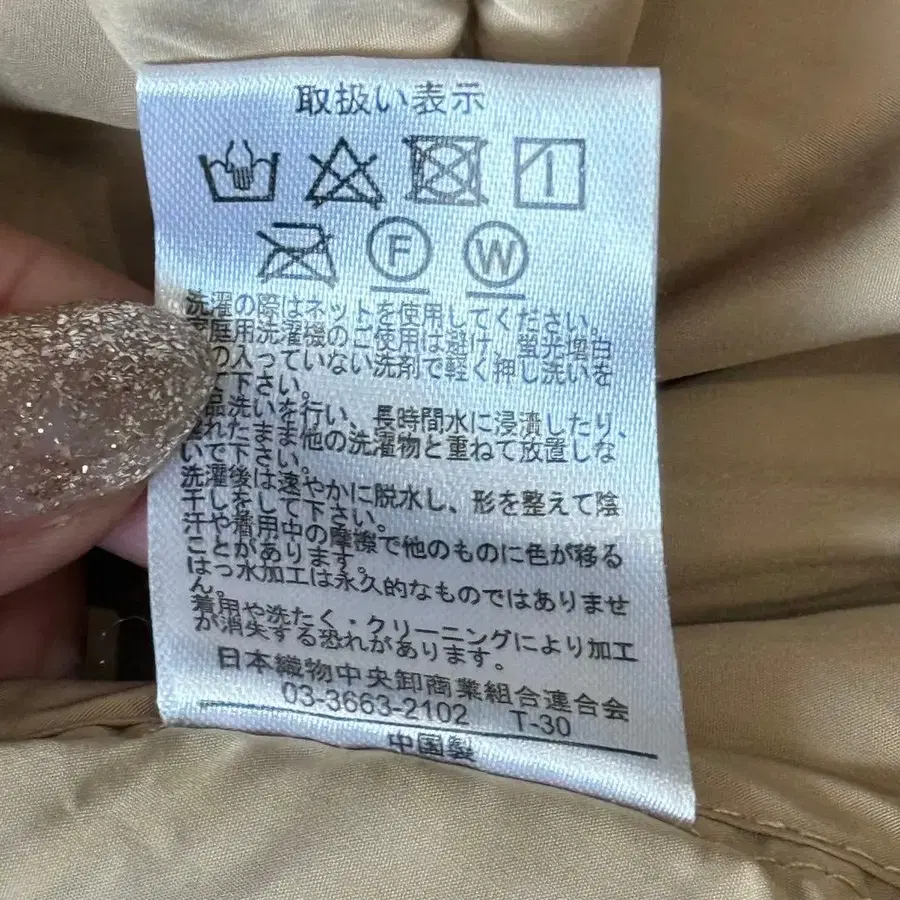 取扱い表示
F W
洗濯の際はネットを使用してください。
庭用洗濯機のご使用は避け、蛍光増白
の入っていない洗剤で軽く押し洗いを
て下さい。
品洗いを行い、長時間水に浸漬したり、
れたまま他の洗濯物と重ねて放置しな
いで下さい。
洗濯後は速やかに脱水し、形を整えて陰
干しをして下さい。
汗や着用中の摩擦で他のものに色が移る
ことがあります。
はっ水加工は永久的なものではありませ
ん。
着用や洗たく・クリーニングにより加工
が消失する恐れがあります。
日本織物中央卸商業組合連合会
03-3663-2102 T-30
中国製